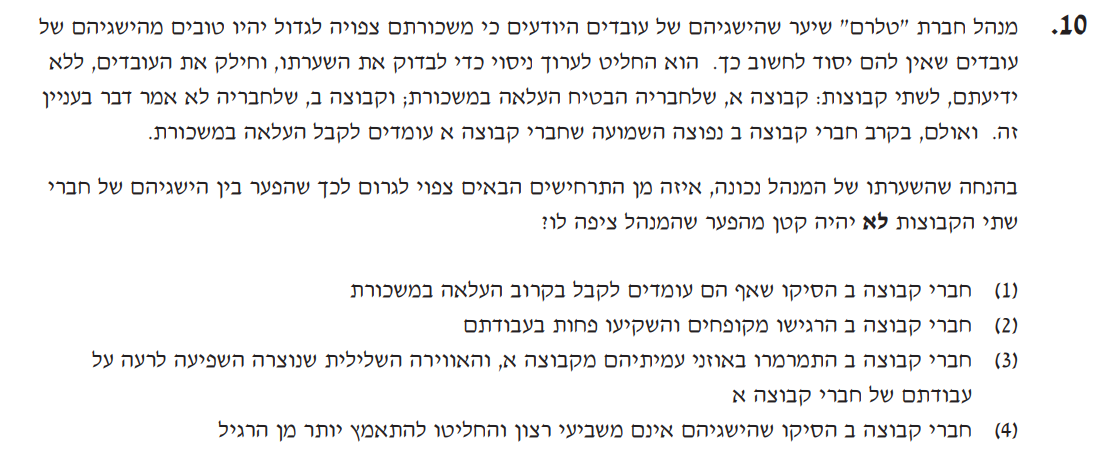 10. מנהל חברת "טלרם" שיער שהישגיהם של עובדים היודעים כי משכורתם צפויה לגדול יהיו טובים מהישגיהם של
עובדים שאין להם יסוד לחשוב כך. הוא החליט לערוך ניסוי כדי לבדוק את השערתו, וחילק את העובדים, ללא
ידיעתם, לשתי קבוצות: קבוצה א, שלחבריה הבטיח העלאה במשכורת; וקבוצה ב, שלחבריה לא אמר דבר בעניין
זה. ואולם, בקרב חברי קבוצה ב נפוצה השמועה שחברי קבוצה א עומדים לקבל העלאה במשכורת.
בהנחה שהשערתו של המנהל נכונה, איזה מן התרחישים הבאים צפוי לגרום לכך שהפער בין הישגיהם של חברי
שתי הקבוצות לא יהיה קטן מהפער שהמנהל ציפה לו?
(1) חברי קבוצה ב הסיקו שאף הם עומדים לקבל בקרוב העלאה במשכורת
(2) חברי קבוצה ב הרגישו מקופחים והשקיעו פחות בעבודתם
(3) חברי קבוצה ב התמרמרו באוזני עמיתיהם מקבוצה א, והאווירה השלילית שנוצרה השפיעה לרעה על
עבודתם של חברי קבוצה א
(4) חברי קבוצה ב הסיקו שהישגיהם אינם משביעי רצון והחליטו להתאמץ יותר מן הרגיל